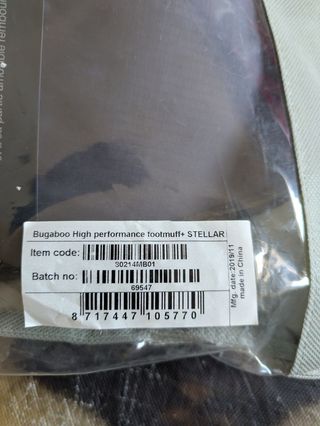 Bugaboo High performance footmuff+ STELLAR
Item code:
80214MB01
Batch no:
69547
8 717447 105770
Mfg. date:2019/11
made in China